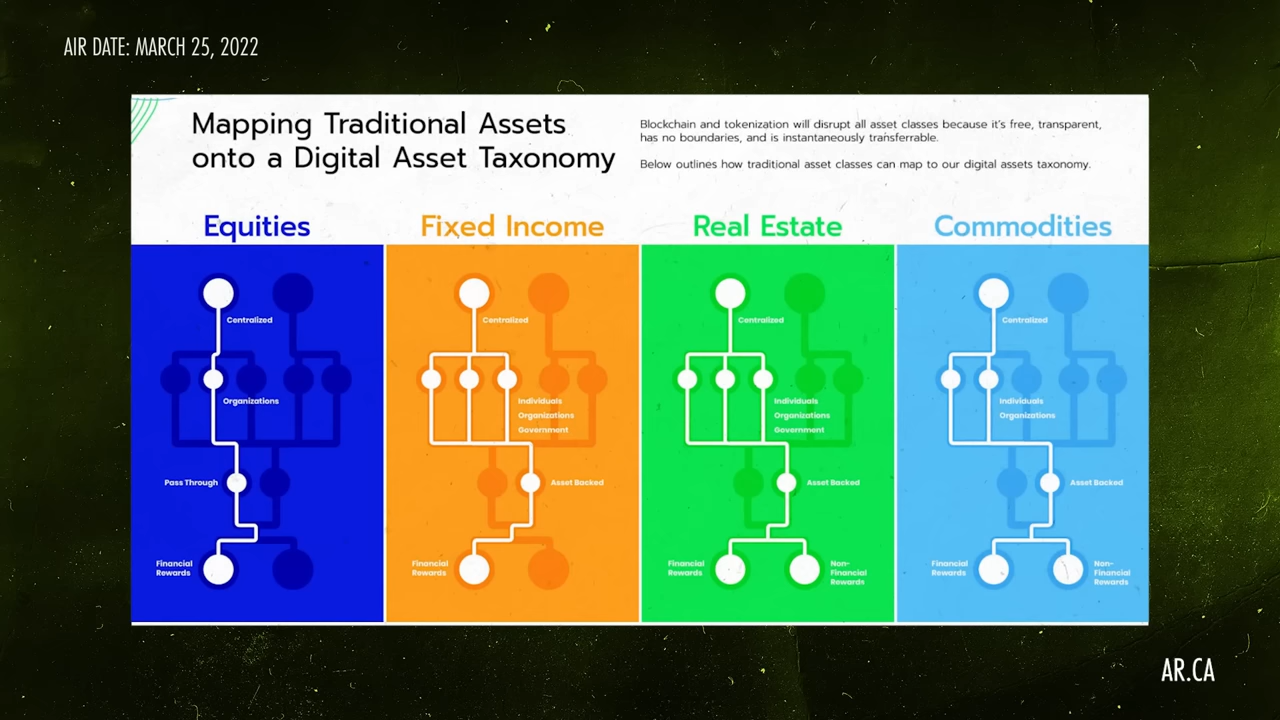 AIR DATE: MARCH 25, 2022
Mapping Traditional Assets
onto a Digital Asset Taxonomy
Blockchain and tokenization will disrupt all asset classes because it's free, transparent,
has no boundaries, and is instantaneously transferrable.
Below outlines how traditional asset classes can map to our digital assets taxonomy.
Equities
Centralized
Organizations
Pass Through
Financial
Rewards
Fixed Income
Centralized
Individuals
Organizations
Government
Asset Backed
Financial
Rewards
Real Estate
Centralized
Individuals
Organizations
Government
Asset Backed
Financial
Rewards
Non-
Financial
Rewards
Commodities
Centralized
Individuals
Organizations
Asset Backed
Financial
Rewards
Non-
Financial
Rewards
AR.CA